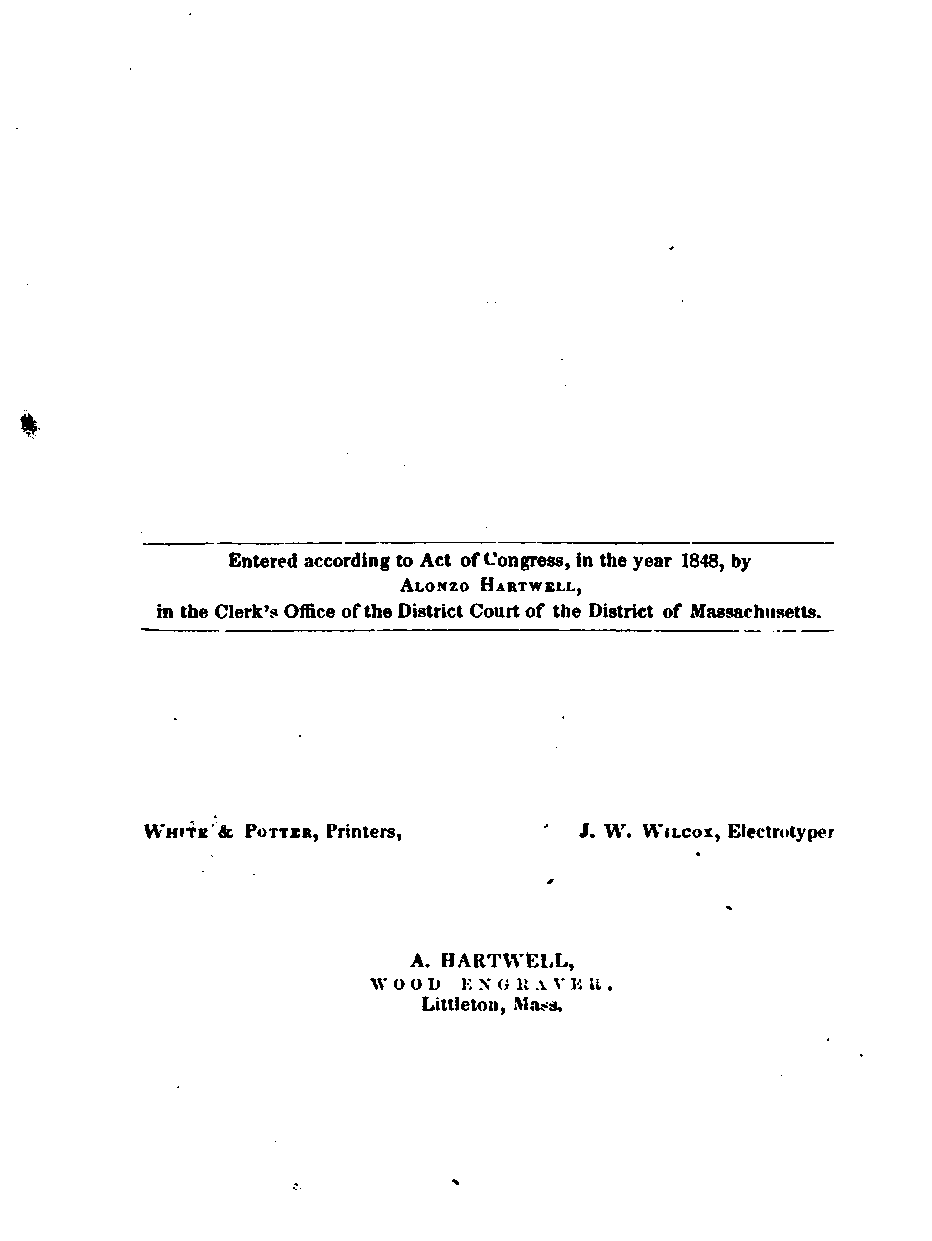 Entered according to Act of Congress, in the year 1848, by
ALONZO HARTWELL,
in the Clerk's Office of the District Court of the District of Massachusetts.
WHITE & POTTER, Printers,
J. W. WILCOX, Electrotyper
A. HARTWELL,
WOOD ENGRAVER.
Littleton, Mass.